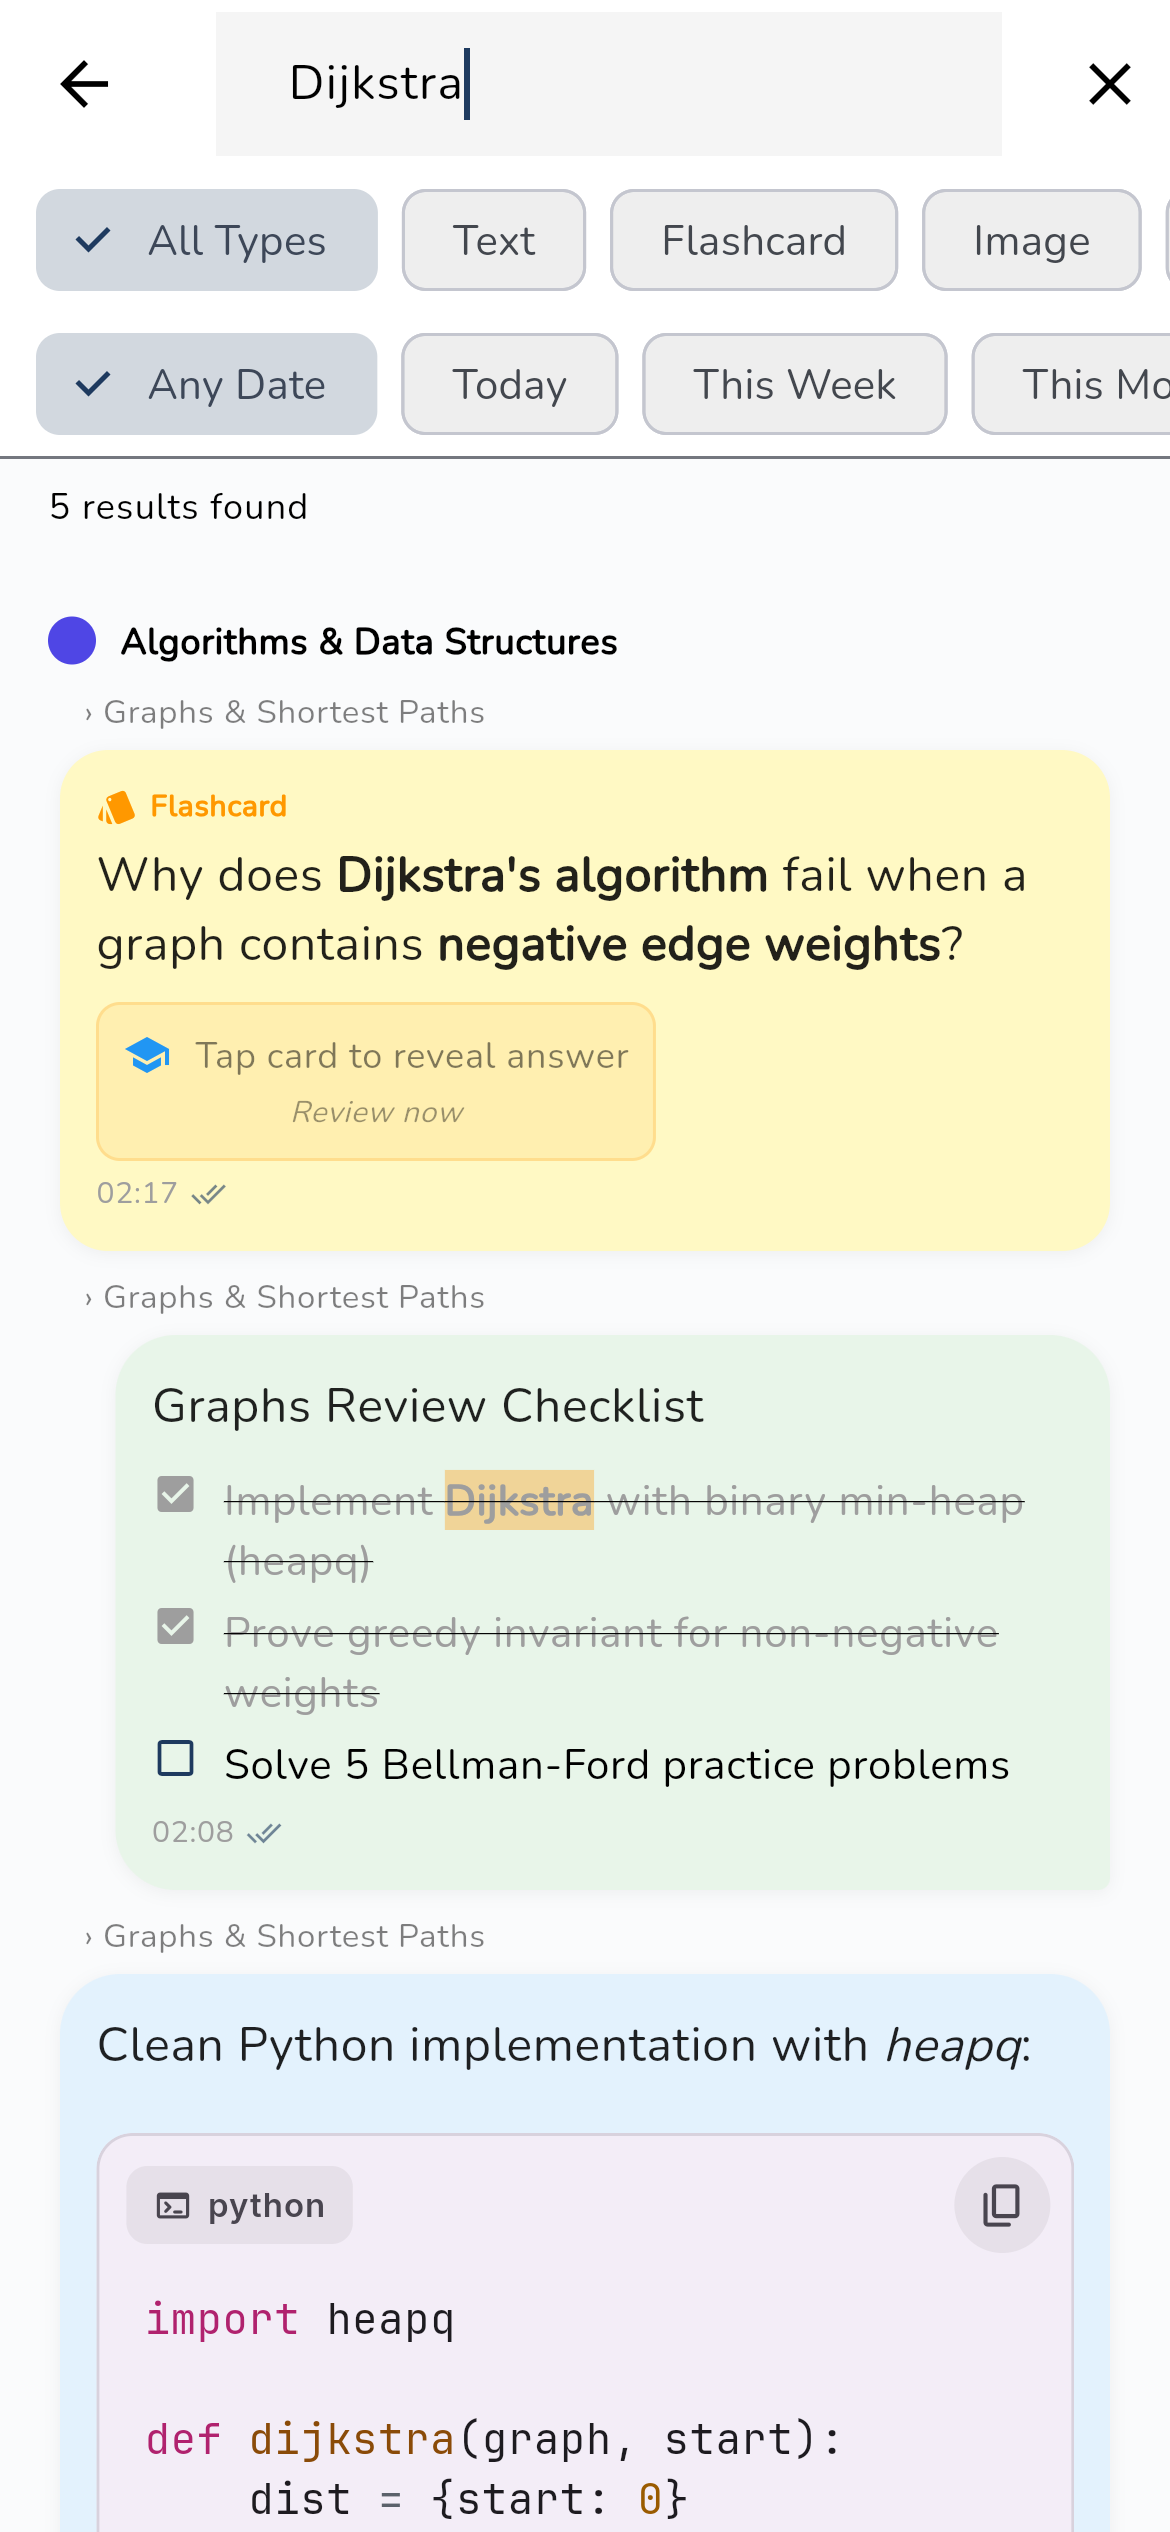 Dijkstra
All Types
Text
Flashcard
Image
Any Date
Today
This Week
This Mo
5 results found
Algorithms & Data Structures
› Graphs & Shortest Paths
Flashcard
Why does Dijkstra's algorithm fail when a
graph contains negative edge weights?
Tap card to reveal answer
Review now
02:17
› Graphs & Shortest Paths
Graphs Review Checklist
Implement Dijkstra with binary min-heap
(heapq)
Prove greedy invariant for non-negative
weights
Solve 5 Bellman-Ford practice problems
02:08
› Graphs & Shortest Paths
Clean Python implementation with heapq:
python
import heapq
def dijkstra(graph, start):
    dist = {start: 0}